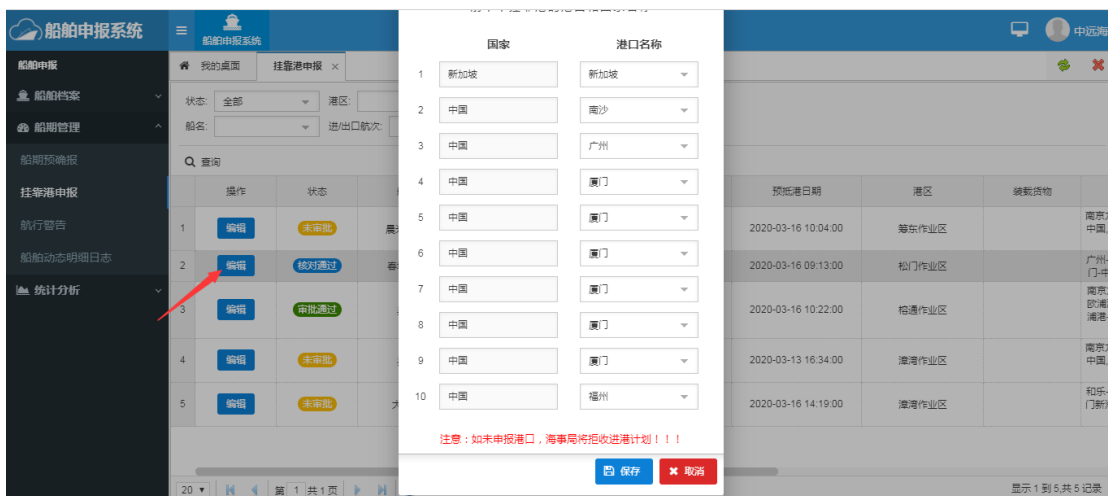 船舶申报系统
船舶申报系统
中远海
船舶申报
我的桌面 挂靠港申报 ×
船舶档案
船期管理
船期预确报
挂靠港申报
航行警告
船舶动态明细日志
统计分析
状态: 全部 港区:
船名: 进/出口航次:
查询
操作 状态 预抵港日期 港区 装载货物
1 编辑 未审批 2020-03-16 10:04:00
中国
2 编辑 核对通过 2020-03-16 09:13:00 松门作业区 广州-
门-中
3 编辑 审批通过 2020-03-16 10:22:00 榕通作业区 南京
欧浦
浦港-
4 编辑 未审批 2020-03-13 16:34:00 漳湾作业区 南京
中国
5 编辑 未审批 2020-03-16 14:19:00 漳湾作业区 和乐-
门新
国家 港口名称
1 新加坡 新加坡
2 中国 南沙
3 中国 广州
4 中国 厦门
5 中国 厦门
6 中国 厦门
7 中国 厦门
8 中国 厦门
9 中国 厦门
10 中国 福州
注意：如未申报港口，海事局将拒收进港计划！！！
保存 取消
20 第 1 共1页
显示1到5,共5记录